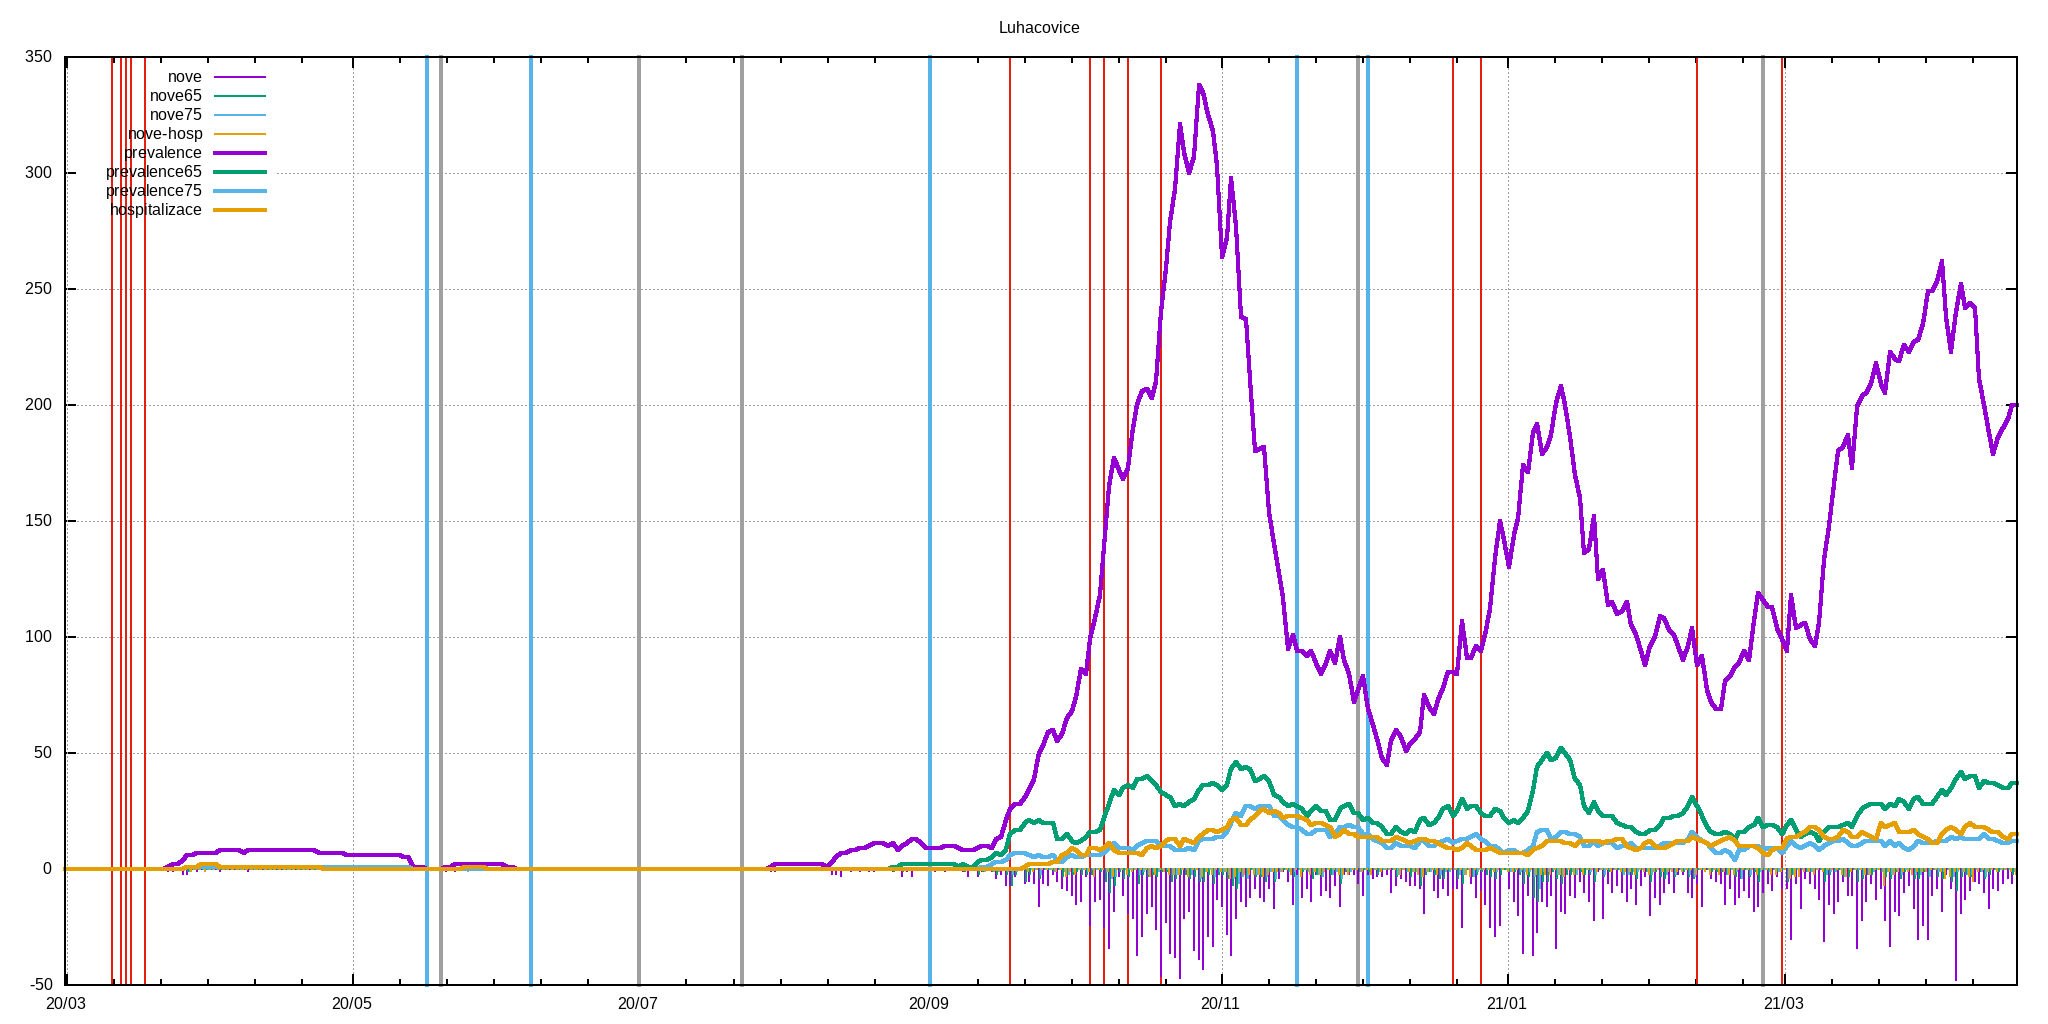 Luhacovice
350
300
250
200
150
100
50
0
-50
nove
nove65
nove75
nove-hosp
prevalence
prevalence65
prevalence75
hospitalizace
20/03 20/05 20/07 20/09 20/11 21/01 21/03